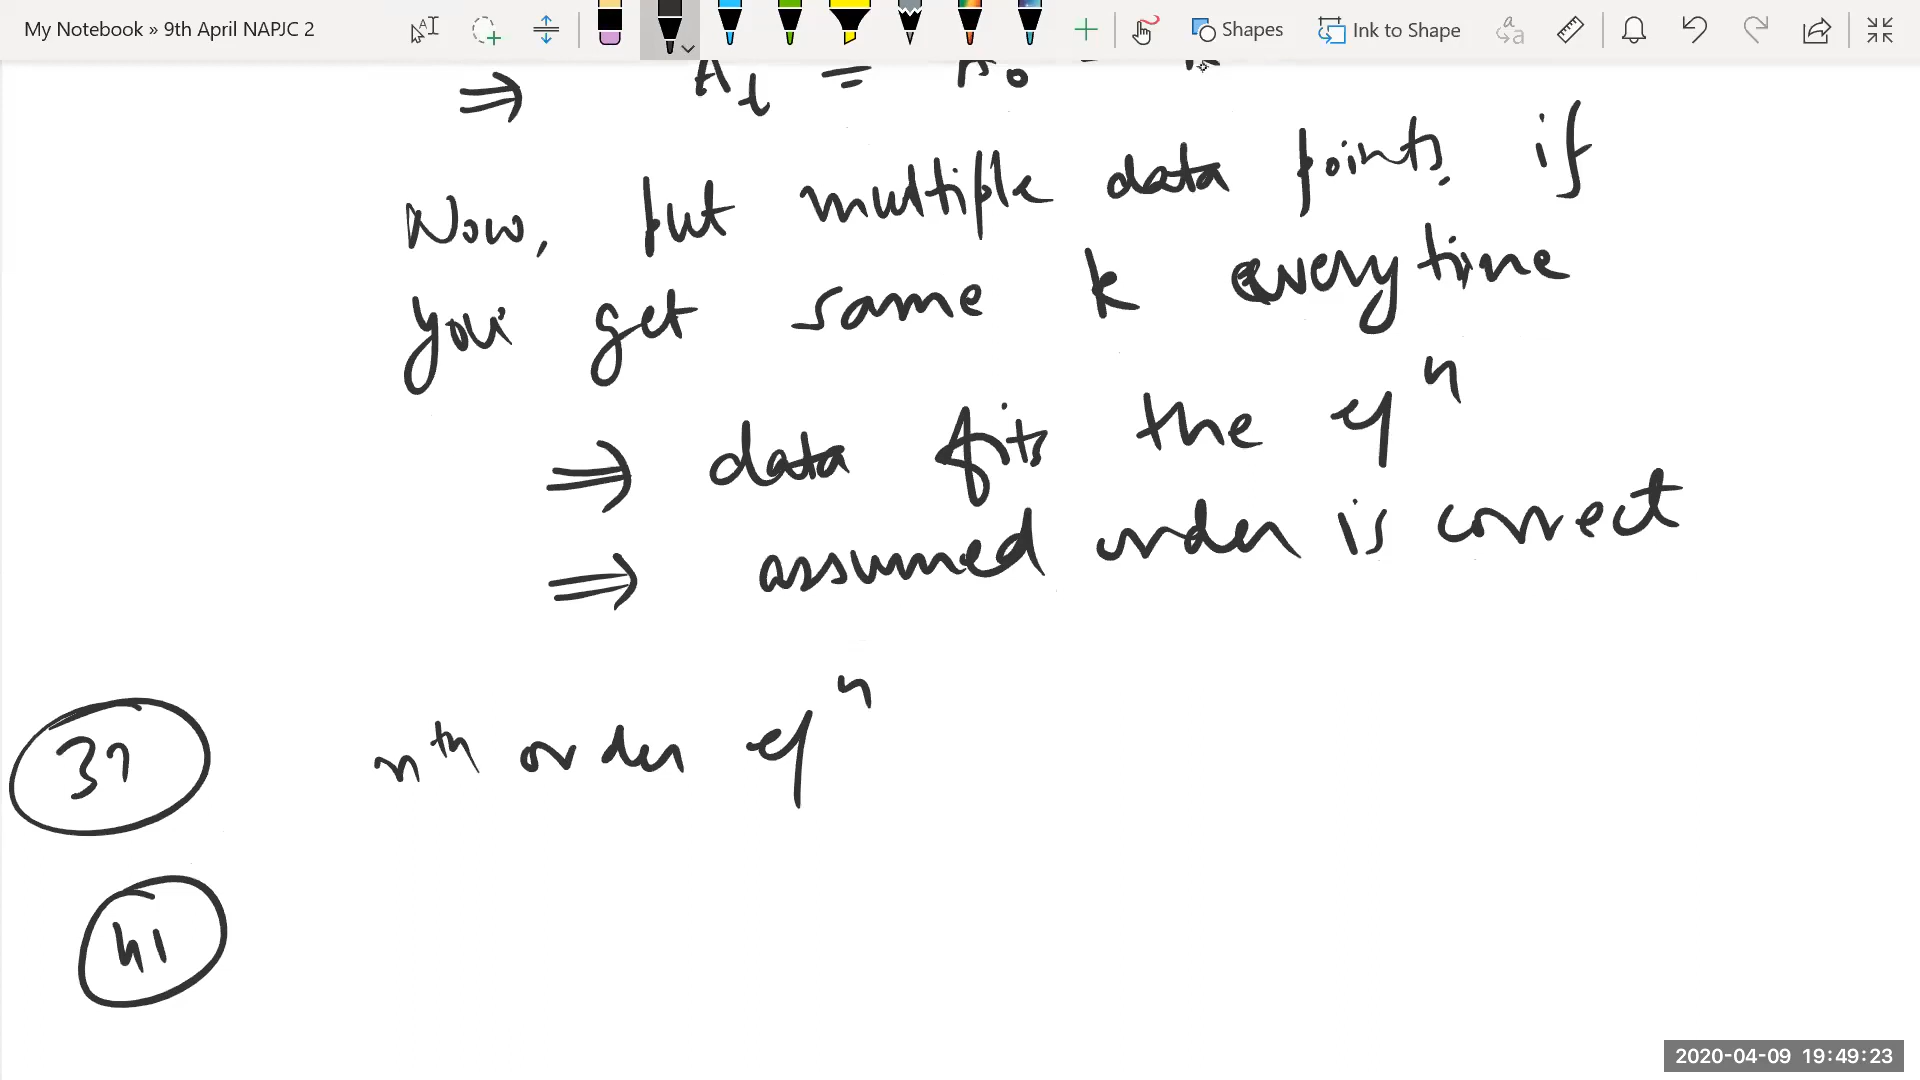 My Notebook » 9th April NAPJC 2
Shapes
Ink to Shape
⇒ A_t = A_0 -
Now, put multiple data points, if
you get same k everytime
⇒ data fits the eqⁿ
⇒ assumed order is correct
37 nᵗʰ order eqⁿ
41
2020-04-09 19:49:23